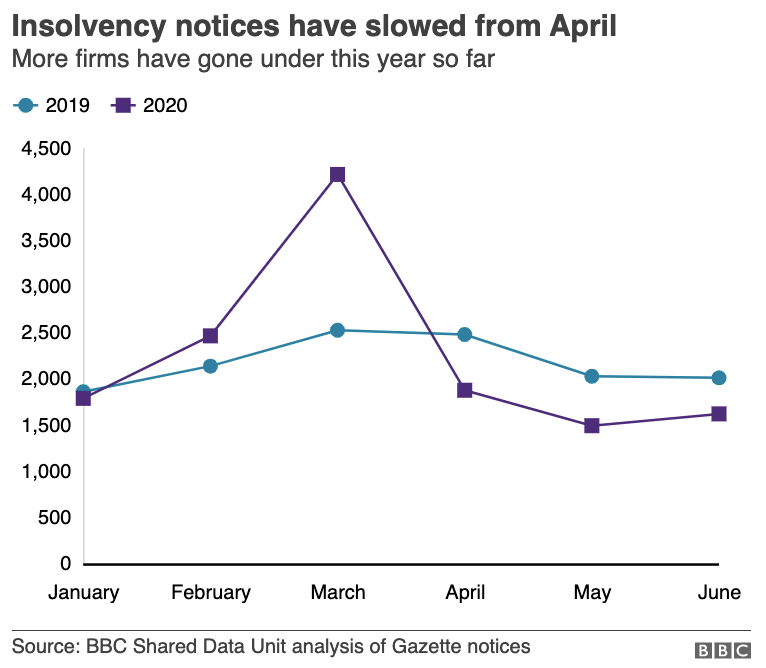 Insolvency notices have slowed from April
More firms have gone under this year so far
2019 2020
4,500
4,000
3,500
3,000
2,500
2,000
1,500
1,000
500
0
January February March April May June
Source: BBC Shared Data Unit analysis of Gazette notices
BBC